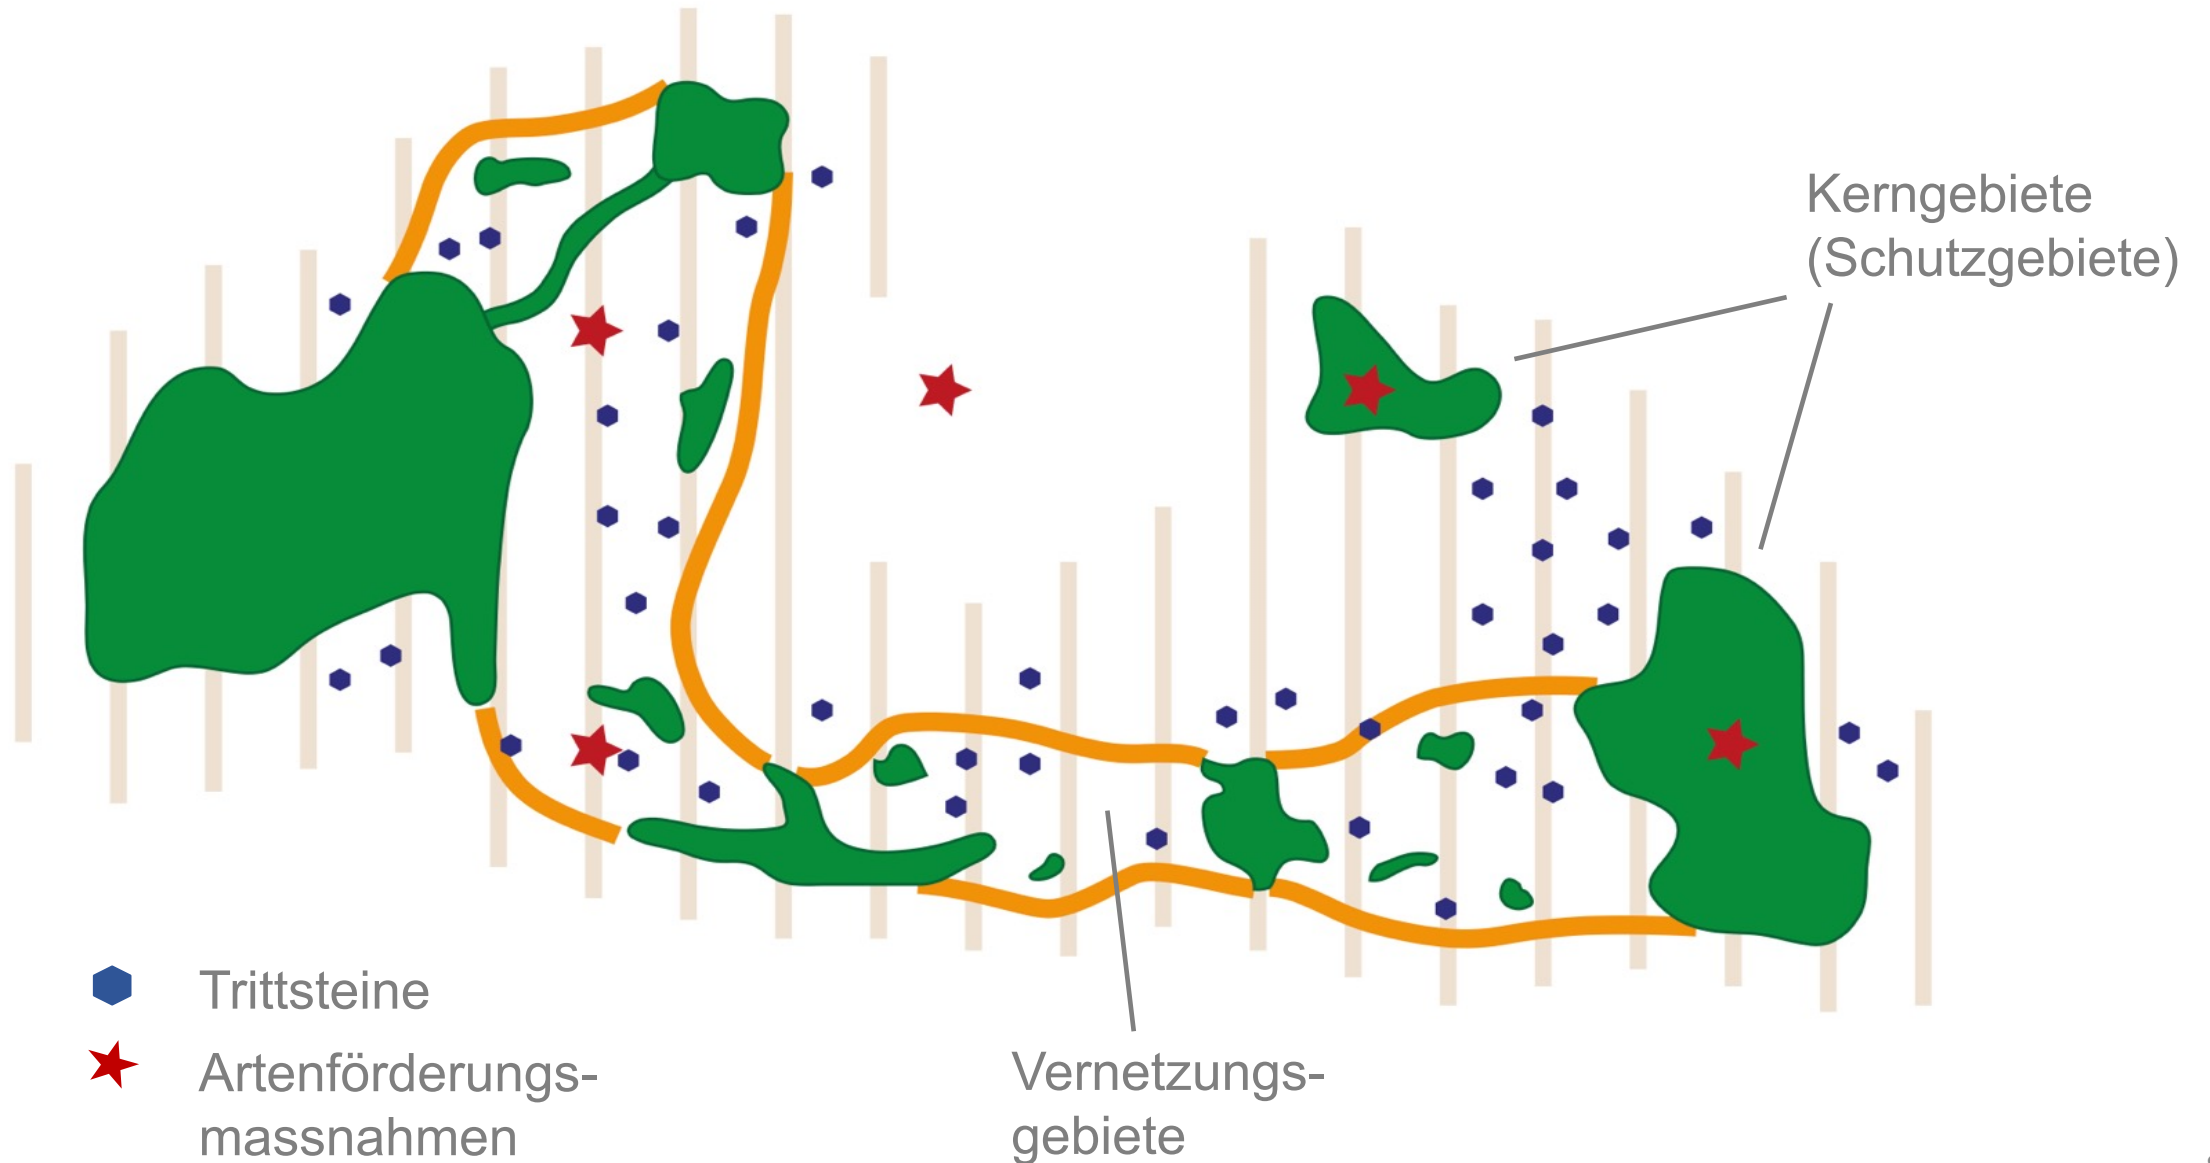 Kerngebiete
(Schutzgebiete)
Trittsteine
Artenförderungs-
massnahmen
Vernetzungs-
gebiete